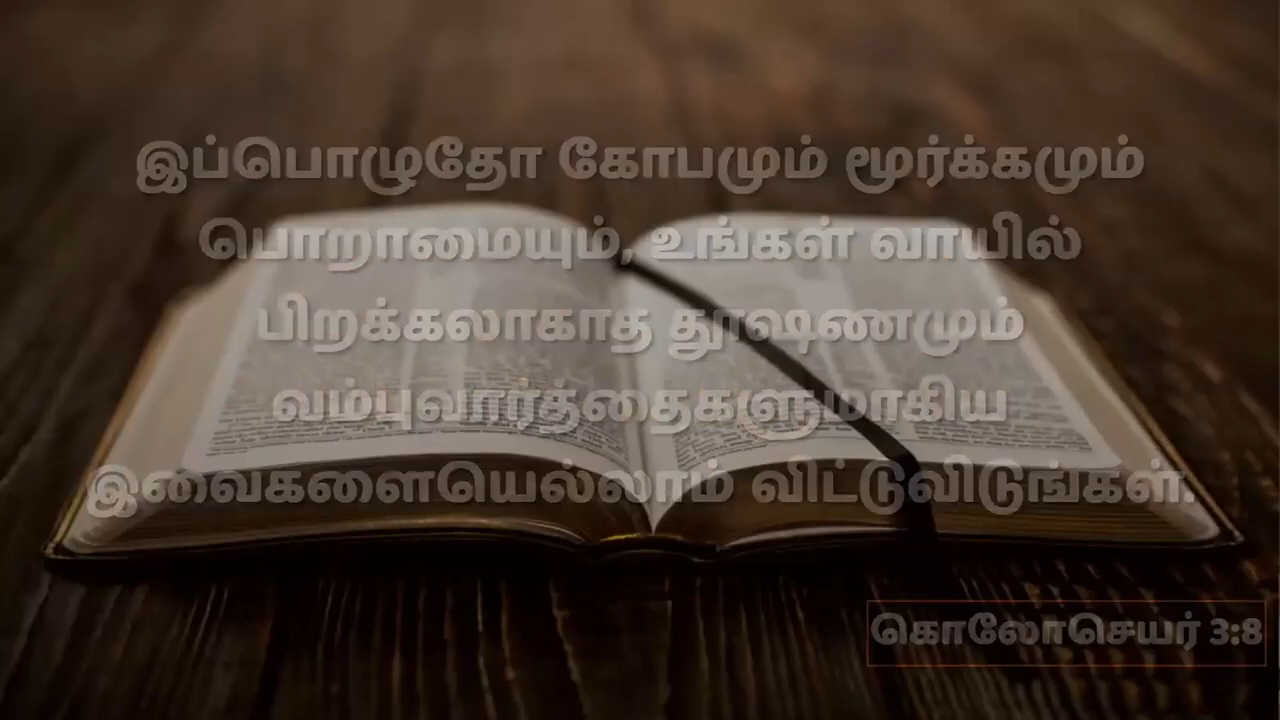 இப்பொழுதோ கோபமும் மூர்க்கமும்
பொறாமையும், உங்கள் வாயில்
பிறக்கலாகாத தூஷணமும்
வம்புவார்த்தைகளுமாகிய
இவைகளையெல்லாம் விட்டுவிடுங்கள்.
கொலோசெயர் 3:8